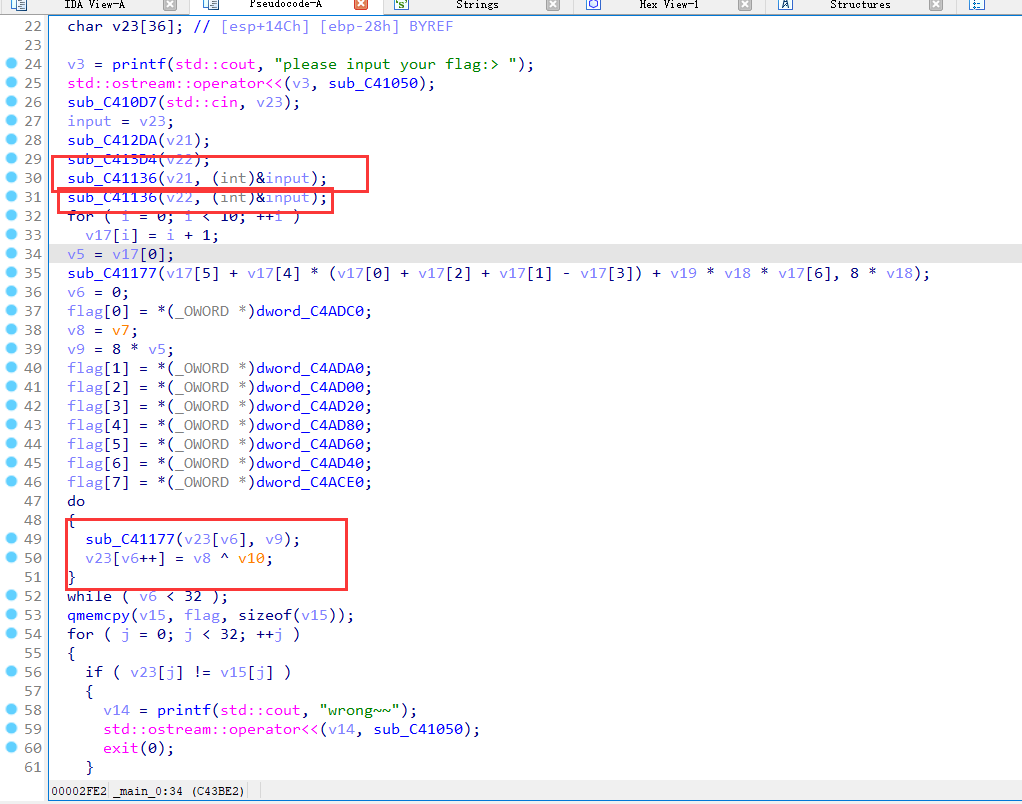 IDA View-A Pseudocode-A Strings Hex View-1 Structures
22 char v23[36]; // [esp+14Ch] [ebp-28h] BYREF
23
24 v3 = printf(std::cout, "please input your flag:> ");
25 std::ostream::operator<<(v3, sub_C41050);
26 sub_C410D7(std::cin, v23);
27 input = v23;
28 sub_C412DA(v21);
29 sub_C413D4(v22);
30 sub_C41136(v21, (int)&input);
31 sub_C41136(v22, (int)&input);
32 for ( i = 0; i < 10; ++i )
33 v17[i] = i + 1;
34 v5 = v17[0];
35 sub_C41177(v17[5] + v17[4] * (v17[0] + v17[2] + v17[1] - v17[3]) + v19 * v18 * v17[6], 8 * v18);
36 v6 = 0;
37 flag[0] = *(_OWORD *)dword_C4ADC0;
38 v8 = v7;
39 v9 = 8 * v5;
40 flag[1] = *(_OWORD *)dword_C4ADA0;
41 flag[2] = *(_OWORD *)dword_C4AD00;
42 flag[3] = *(_OWORD *)dword_C4AD20;
43 flag[4] = *(_OWORD *)dword_C4AD80;
44 flag[5] = *(_OWORD *)dword_C4AD60;
45 flag[6] = *(_OWORD *)dword_C4AD40;
46 flag[7] = *(_OWORD *)dword_C4ACE0;
47 do
48 {
49 sub_C41177(v23[v6], v9);
50 v23[v6++] = v8 ^ v10;
51 }
52 while ( v6 < 32 );
53 qmemcpy(v15, flag, sizeof(v15));
54 for ( j = 0; j < 32; ++j )
55 {
56 if ( v23[j] != v15[j] )
57 {
58 v14 = printf(std::cout, "wrong~~");
59 std::ostream::operator<<(v14, sub_C41050);
60 exit(0);
61 }
00002FE2 _main_0:34 (C43BE2)